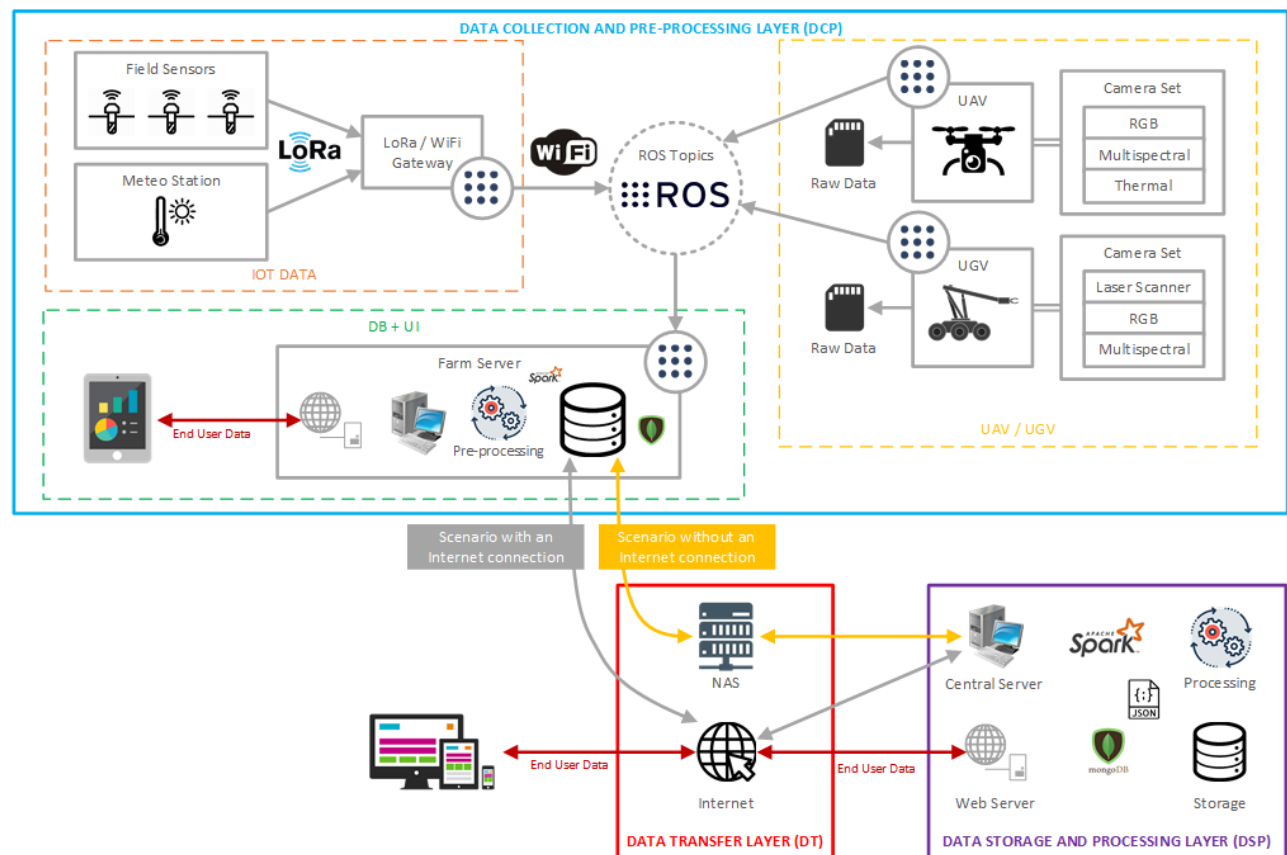 DATA COLLECTION AND PRE-PROCESSING LAYER (DCP)
Field Sensors
LoRa
Meteo Station
LoRa / WiFi
Gateway
IOT DATA
WiFi
ROS Topics
ROS
UAV
Raw Data
Camera Set
RGB
Multispectral
Thermal
UGV
Raw Data
Camera Set
Laser Scanner
RGB
Multispectral
UAV / UGV
DB + UI
Farm Server
Spark
Pre-processing
End User Data
Scenario with an
Internet connection
Scenario without an
Internet connection
NAS
Internet
End User Data
End User Data
DATA TRANSFER LAYER (DT)
Central Server
APACHE
Spark
Processing
{:}
JSON
Web Server
mongoDB
Storage
DATA STORAGE AND PROCESSING LAYER (DSP)